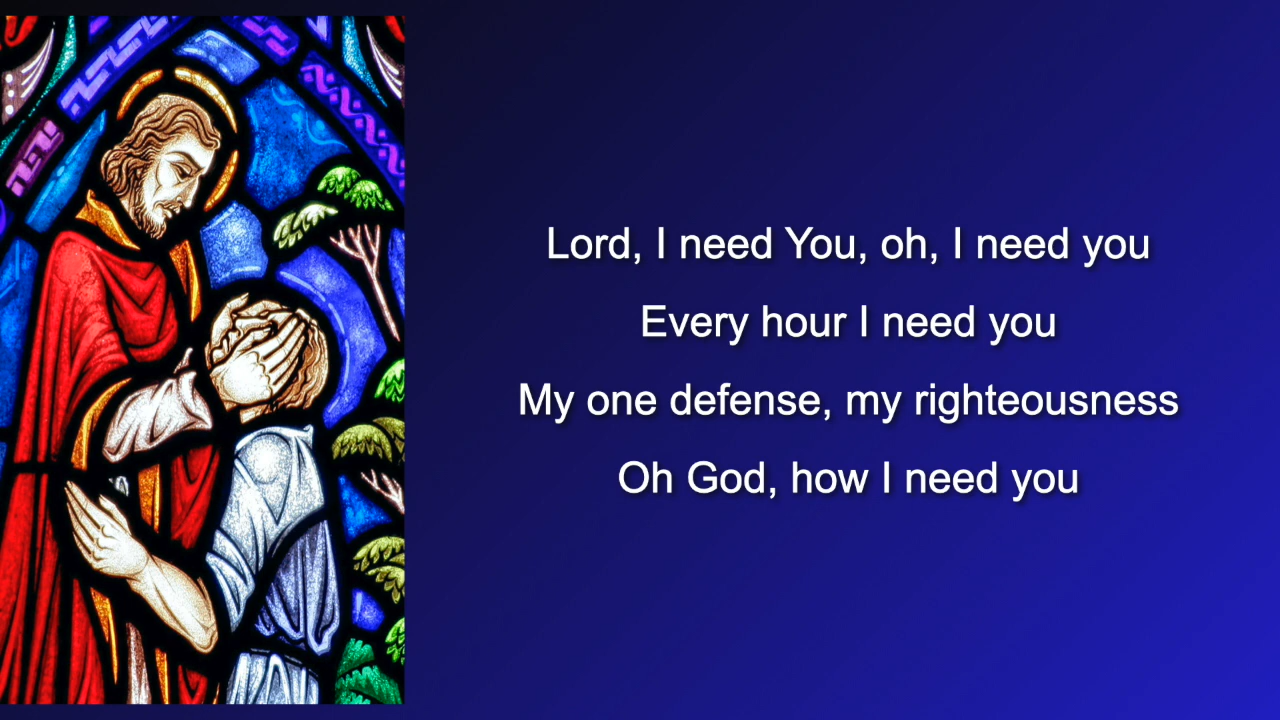 Lord, I need You, oh, I need you
Every hour I need you
My one defense, my righteousness
Oh God, how I need you